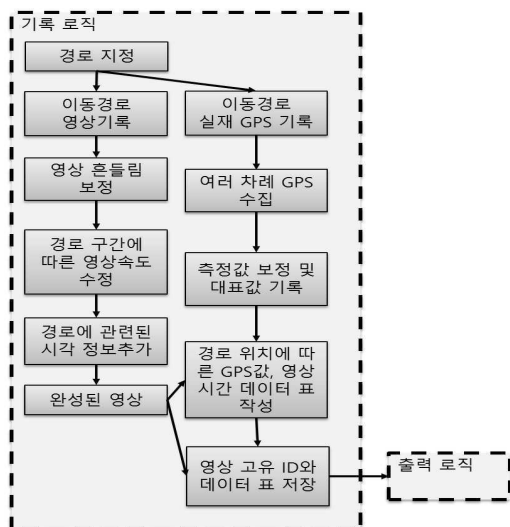 기록 로직
경로 지정
이동경로
영상기록
영상 흔들림
보정
경로 구간에
따른 영상속도
수정
경로에 관련된
시각 정보추가
완성된 영상
이동경로
실재 GPS 기록
여러 차례 GPS
수집
측정값 보정 및
대표값 기록
경로 위치에 따
른 GPS값, 영상
시간 데이터 표
작성
영상 고유 ID와
데이터 표 저장
출력 로직